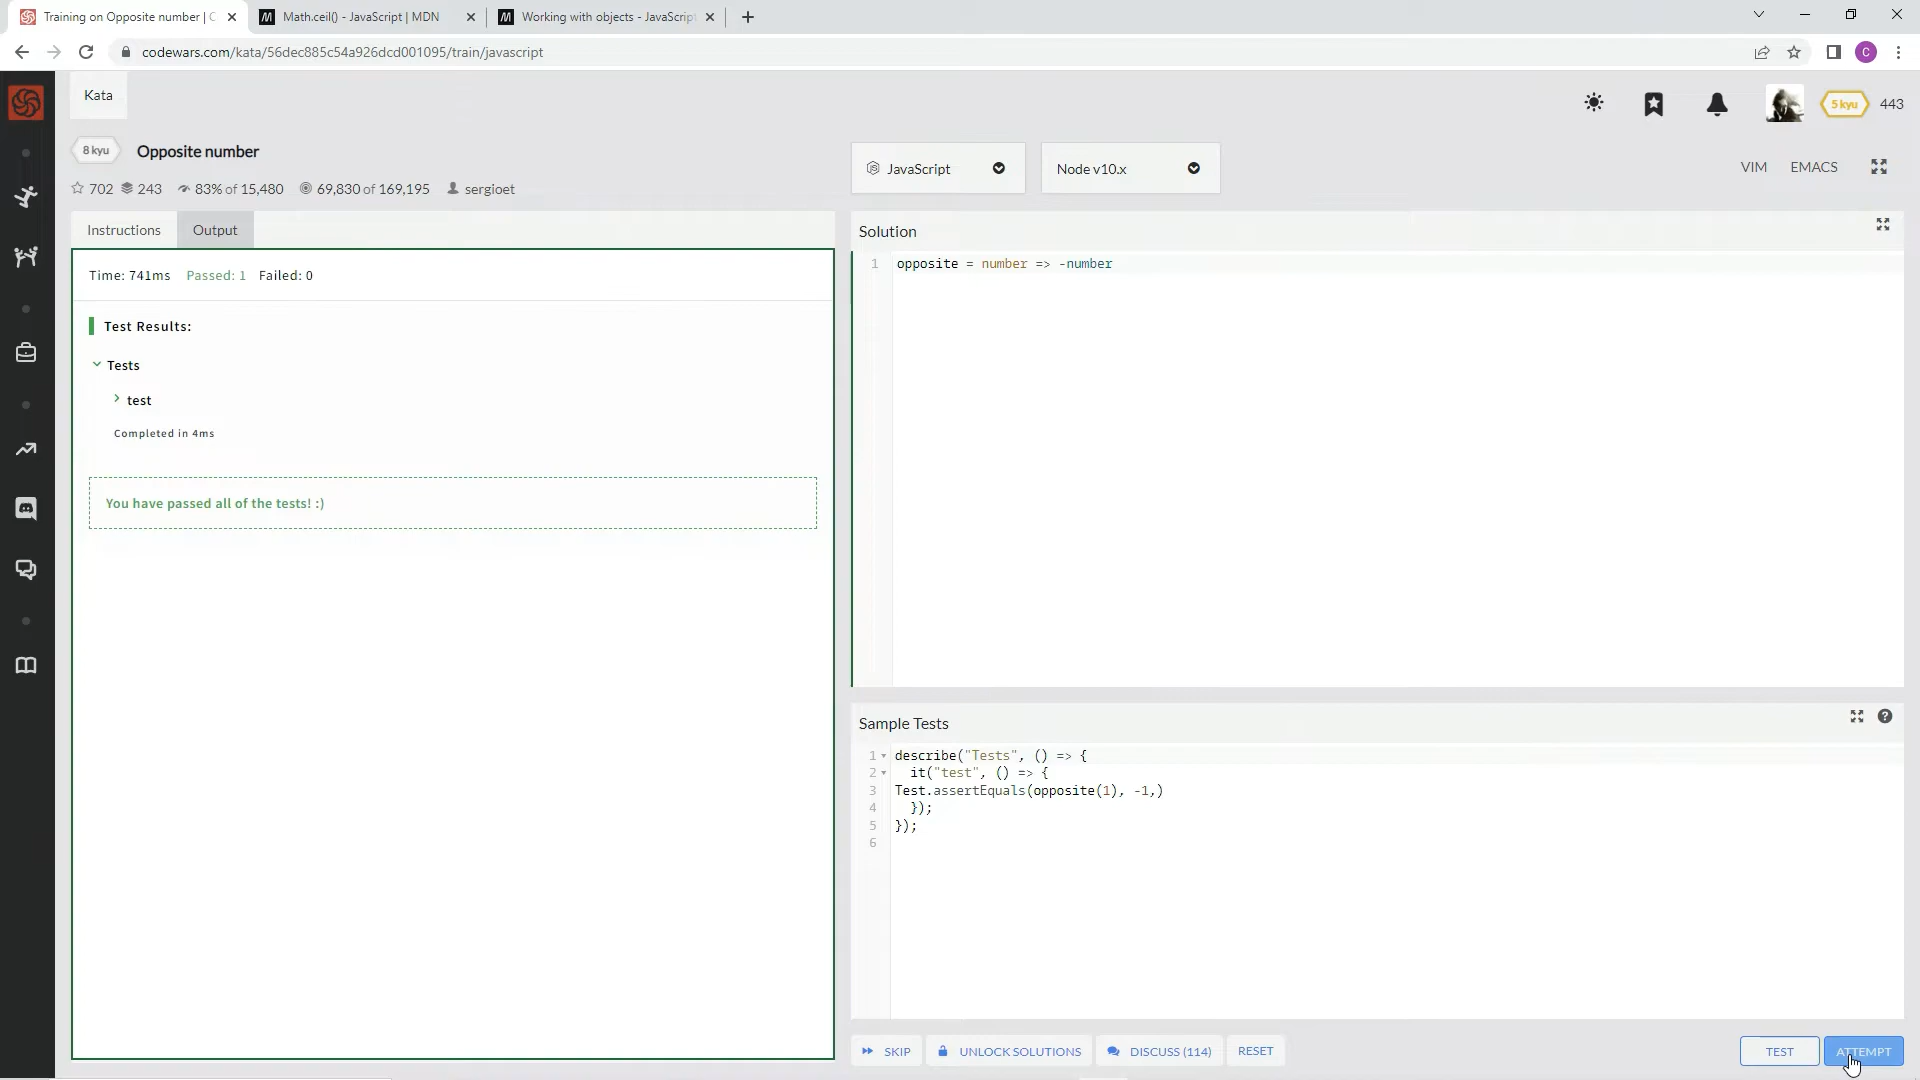 Training on Opposite number | C
Math.ceil() - JavaScript | MDN
Working with objects - JavaScrip
codewars.com/kata/56dec885c54a926dcd001095/train/javascript
C
Kata
5 kyu
443
8 kyu
Opposite number
702 243 83% of 15,480 69,830 of 169,195 sergioet
JavaScript
Node v10.x
VIM EMACS
Instructions
Output
Time: 741ms Passed: 1 Failed: 0
Test Results:
Tests
test
Completed in 4ms
You have passed all of the tests! :)
Solution
1 opposite = number => -number
Sample Tests
1 describe("Tests", () => {
2 it("test", () => {
3 Test.assertEquals(opposite(1), -1,)
4 });
5 });
6
SKIP
UNLOCK SOLUTIONS
DISCUSS (114)
RESET
TEST
ATTEMPT